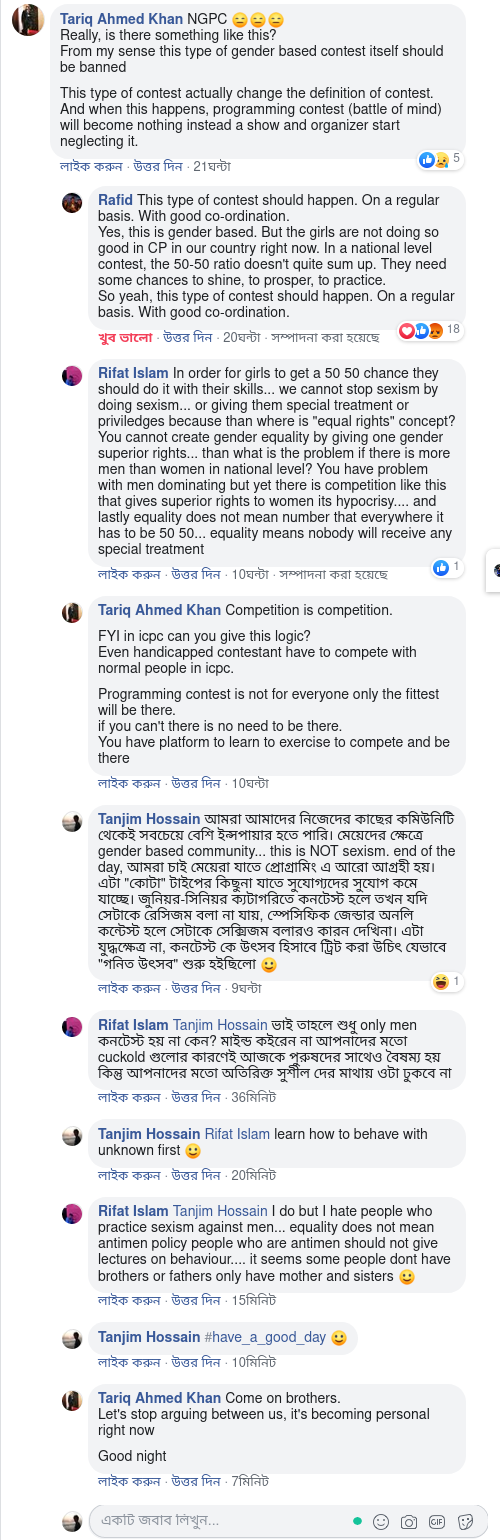 Tariq Ahmed Khan NGPC 😑😑😑
Really, is there something like this?
From my sense this type of gender based contest itself should
be banned
This type of contest actually change the definition of contest.
And when this happens, programming contest (battle of mind)
will become nothing instead a show and organizer start
neglecting it.
5
লাইক করুন · উত্তর দিন · 21ঘন্টা
Rafid This type of contest should happen. On a regular
basis. With good co-ordination.
Yes, this is gender based. But the girls are not doing so
good in CP in our country right now. In a national level
contest, the 50-50 ratio doesn't quite sum up. They need
some chances to shine, to prosper, to practice.
So yeah, this type of contest should happen. On a regular
basis. With good co-ordination.
18
খুব ভালো · উত্তর দিন · 20ঘন্টা · সম্পাদনা করা হয়েছে
Rifat Islam In order for girls to get a 50 50 chance they
should do it with their skills... we cannot stop sexism by
doing sexism... or giving them special treatment or
priviledges because than where is "equal rights" concept?
You cannot create gender equality by giving one gender
superior rights... than what is the problem if there is more
men than women in national level? You have problem
with men dominating but yet there is competition like this
that gives superior rights to women its hypocrisy.... and
lastly equality does not mean number that everywhere it
has to be 50 50... equality means nobody will receive any
special treatment
1
লাইক করুন · উত্তর দিন · 10ঘন্টা · সম্পাদনা করা হয়েছে
Tariq Ahmed Khan Competition is competition.
FYI in icpc can you give this logic?
Even handicapped contestant have to compete with
normal people in icpc.
Programming contest is not for everyone only the fittest
will be there.
if you can't there is no need to be there.
You have platform to learn to exercise to compete and be
there
লাইক করুন · উত্তর দিন · 10ঘন্টা
Tanjim Hossain আমরা আমাদের নিজেদের কাছের কমিউনিটি
থেকেই সবচেয়ে বেশি ইন্সপায়ার হতে পারি। মেয়েদের ক্ষেত্রে
gender based community... this is NOT sexism. end of the
day, আমরা চাই মেয়েরা যাতে প্রোগ্রামিং এ আরো আগ্রহী হয়।
এটা "কোটা" টাইপের কিছুনা যাতে সুযোগ্যদের সুযোগ কমে
যাচ্ছে। জুনিয়র-সিনিয়র ক্যটাগরিতে কনটেস্ট হলে তখন যদি
সেটাকে রেসিজম বলা না যায়, স্পেসিফিক জেন্ডার অনলি
কন্টেস্ট হলে সেটাকে সেক্সিজম বলারও কারন দেখিনা। এটা
যুদ্ধক্ষেত্র না, কনটেস্ট কে উৎসব হিসাবে ট্রিট করা উচিৎ যেভাবে
"গনিত উৎসব" শুরু হইছিলো 🙂
1
লাইক করুন · উত্তর দিন · 9ঘন্টা
Rifat Islam Tanjim Hossain ভাই তাহলে শুধু only men
কনটেস্ট হয় না কেন? মাইন্ড কইরেন না আপনাদের মতো
cuckold গুলোর কারণেই আজকে পুরুষদের সাথেও বৈষম্য হয়
কিন্তু আপনাদের মতো অতিরিক্ত সুশীল দের মাথায় ওটা ঢুকবে না
লাইক করুন · উত্তর দিন · 36মিনিট
Tanjim Hossain Rifat Islam learn how to behave with
unknown first 🙂
লাইক করুন · উত্তর দিন · 20মিনিট
Rifat Islam Tanjim Hossain I do but I hate people who
practice sexism against men... equality does not mean
antimen policy people who are antimen should not give
lectures on behaviour.... it seems some people dont have
brothers or fathers only have mother and sisters 🙂
লাইক করুন · উত্তর দিন · 15মিনিট
Tanjim Hossain #have_a_good_day 🙂
লাইক করুন · উত্তর দিন · 10মিনিট
Tariq Ahmed Khan Come on brothers.
Let's stop arguing between us, it's becoming personal
right now
Good night
লাইক করুন · উত্তর দিন · 7মিনিট
একটি জবাব লিখুন...
GIF